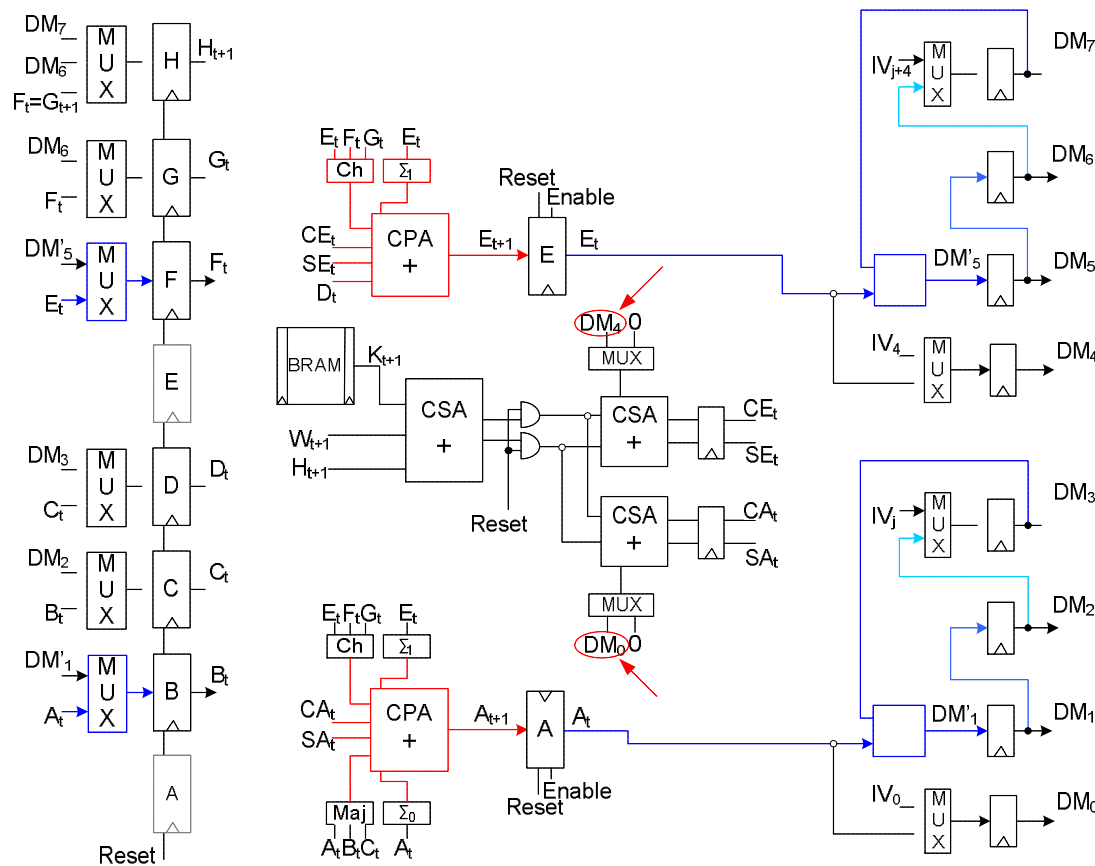 DM₇
DM₆
Fₜ=Gₜ₊₁
MUX
H
Hₜ₊₁
DM₆
Fₜ
MUX
G
Gₜ
DM'₅
Eₜ
MUX
F
Fₜ
E
DM₃
Cₜ
MUX
D
Dₜ
DM₂
Bₜ
MUX
C
Cₜ
DM'₁
Aₜ
MUX
B
Bₜ
A
Reset
Eₜ Fₜ Gₜ
Eₜ
Ch
Σ₁
CEₜ
SEₜ
Dₜ
CPA
+
Eₜ₊₁
Reset
Enable
E
Eₜ
DM₄ 0
MUX
BRAM
Kₜ₊₁
Wₜ₊₁
Hₜ₊₁
CSA
+
Reset
CSA
+
CEₜ
SEₜ
CSA
+
CAₜ
SAₜ
MUX
DM₀ 0
Eₜ Fₜ Gₜ
Eₜ
Ch
Σ₁
CAₜ
SAₜ
CPA
+
Aₜ₊₁
A
Aₜ
Enable
Reset
Maj
Σ₀
Aₜ Bₜ Cₜ
Aₜ
IVⱼ₊₄
MUX
DM₇
DM₆
DM'₅
DM₅
IV₄
MUX
DM₄
IVⱼ
MUX
DM₃
DM₂
DM'₁
DM₁
IV₀
MUX
DM₀